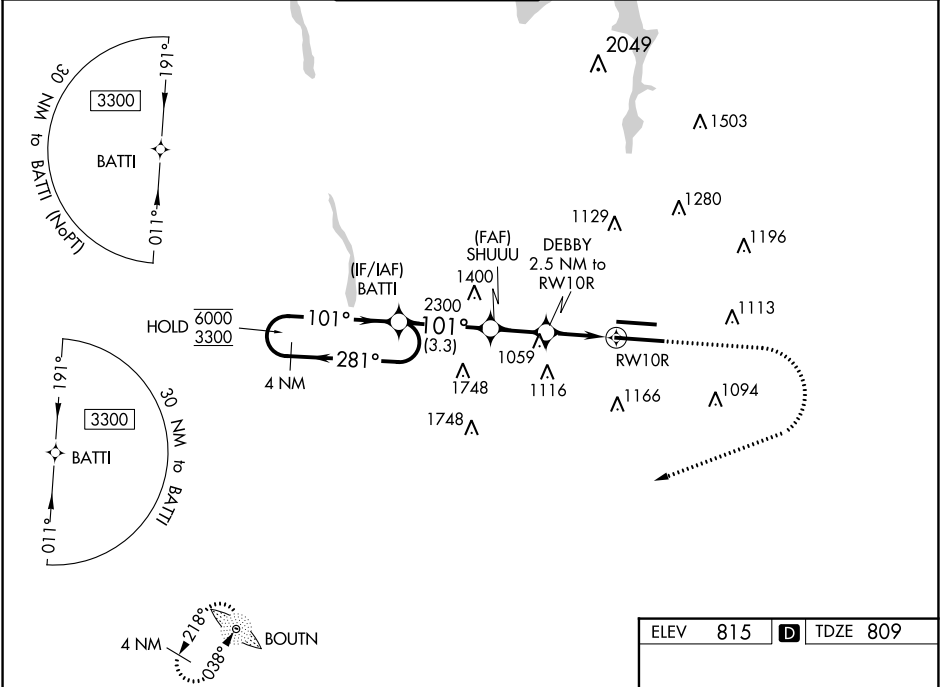 30 NM to BATTI (NoPT)
191°
3300
BATTI
011°
2049
1503
1280
1129
1196
1113
(IF/IAF)
BATTI
(FAF)
SHUUU
1400
DEBBY
2.5 NM to
RW10R
HOLD
6000
3300
101°
281°
4 NM
2300
101°
(3.3)
1059
1116
RW10R
1748
1748
1166
1094
191°
3300
BATTI
011°
30 NM to BATTI
4 NM
218°
038°
BOUTN
ELEV 815 D TDZE 809